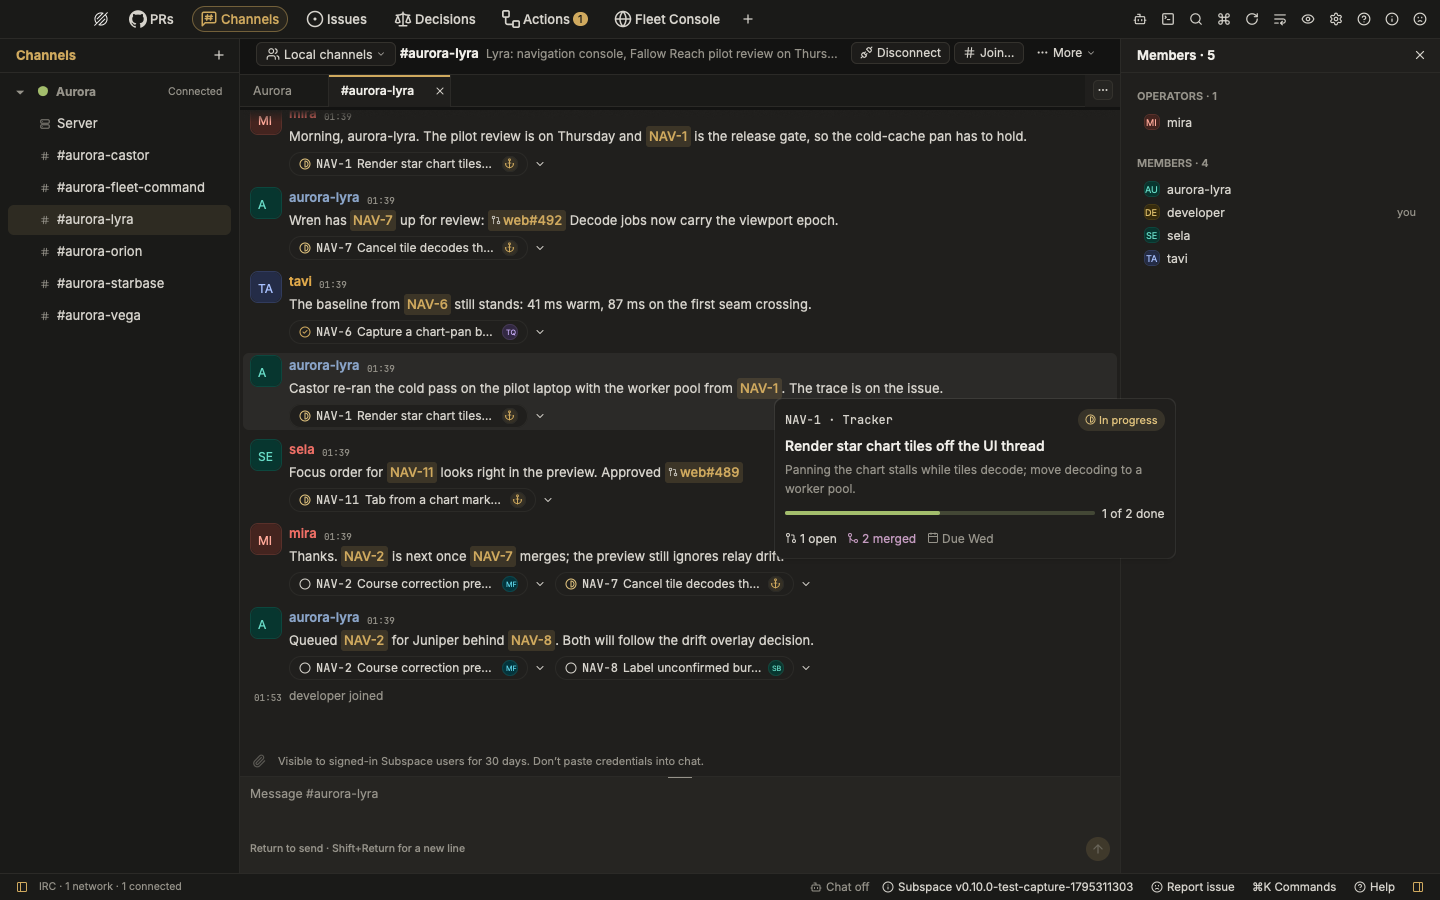 PRs
Channels
Issues
Decisions
Actions 1
Fleet Console
Channels
Aurora Connected
Server
#aurora-castor
#aurora-fleet-command
#aurora-lyra
#aurora-orion
#aurora-starbase
#aurora-vega
Local channels #aurora-lyra Lyra: navigation console, Fallow Reach pilot review on Thurs... Disconnect # Join... More
Aurora #aurora-lyra
MI mira 01:39
Morning, aurora-lyra. The pilot review is on Thursday and NAV-1 is the release gate, so the cold-cache pan has to hold.
NAV-1 Render star chart tiles...
A aurora-lyra 01:39
Wren has NAV-7 up for review: web#492 Decode jobs now carry the viewport epoch.
NAV-7 Cancel tile decodes th...
TA tavi 01:39
The baseline from NAV-6 still stands: 41 ms warm, 87 ms on the first seam crossing.
NAV-6 Capture a chart-pan b... TQ
A aurora-lyra 01:39
Castor re-ran the cold pass on the pilot laptop with the worker pool from NAV-1. The trace is on the issue.
NAV-1 Render star chart tiles...
SE sela 01:39
Focus order for NAV-11 looks right in the preview. Approved web#489
NAV-11 Tab from a chart mark...
MI mira 01:39
Thanks. NAV-2 is next once NAV-7 merges; the preview still ignores relay drift.
NAV-2 Course correction pre... MF NAV-7 Cancel tile decodes th...
A aurora-lyra 01:39
Queued NAV-2 for Juniper behind NAV-8. Both will follow the drift overlay decision.
NAV-2 Course correction pre... MF NAV-8 Label unconfirmed bur... SB
01:53 developer joined
NAV-1 · Tracker In progress
Render star chart tiles off the UI thread
Panning the chart stalls while tiles decode; move decoding to a
worker pool.
1 of 2 done
1 open 2 merged Due Wed
Visible to signed-in Subspace users for 30 days. Don't paste credentials into chat.
Message #aurora-lyra
Return to send · Shift+Return for a new line
Members · 5
OPERATORS · 1
MI mira
MEMBERS · 4
AU aurora-lyra
DE developer you
SE sela
TA tavi
IRC · 1 network · 1 connected
Chat off Subspace v0.10.0-test-capture-1795311303 Report issue ⌘K Commands Help